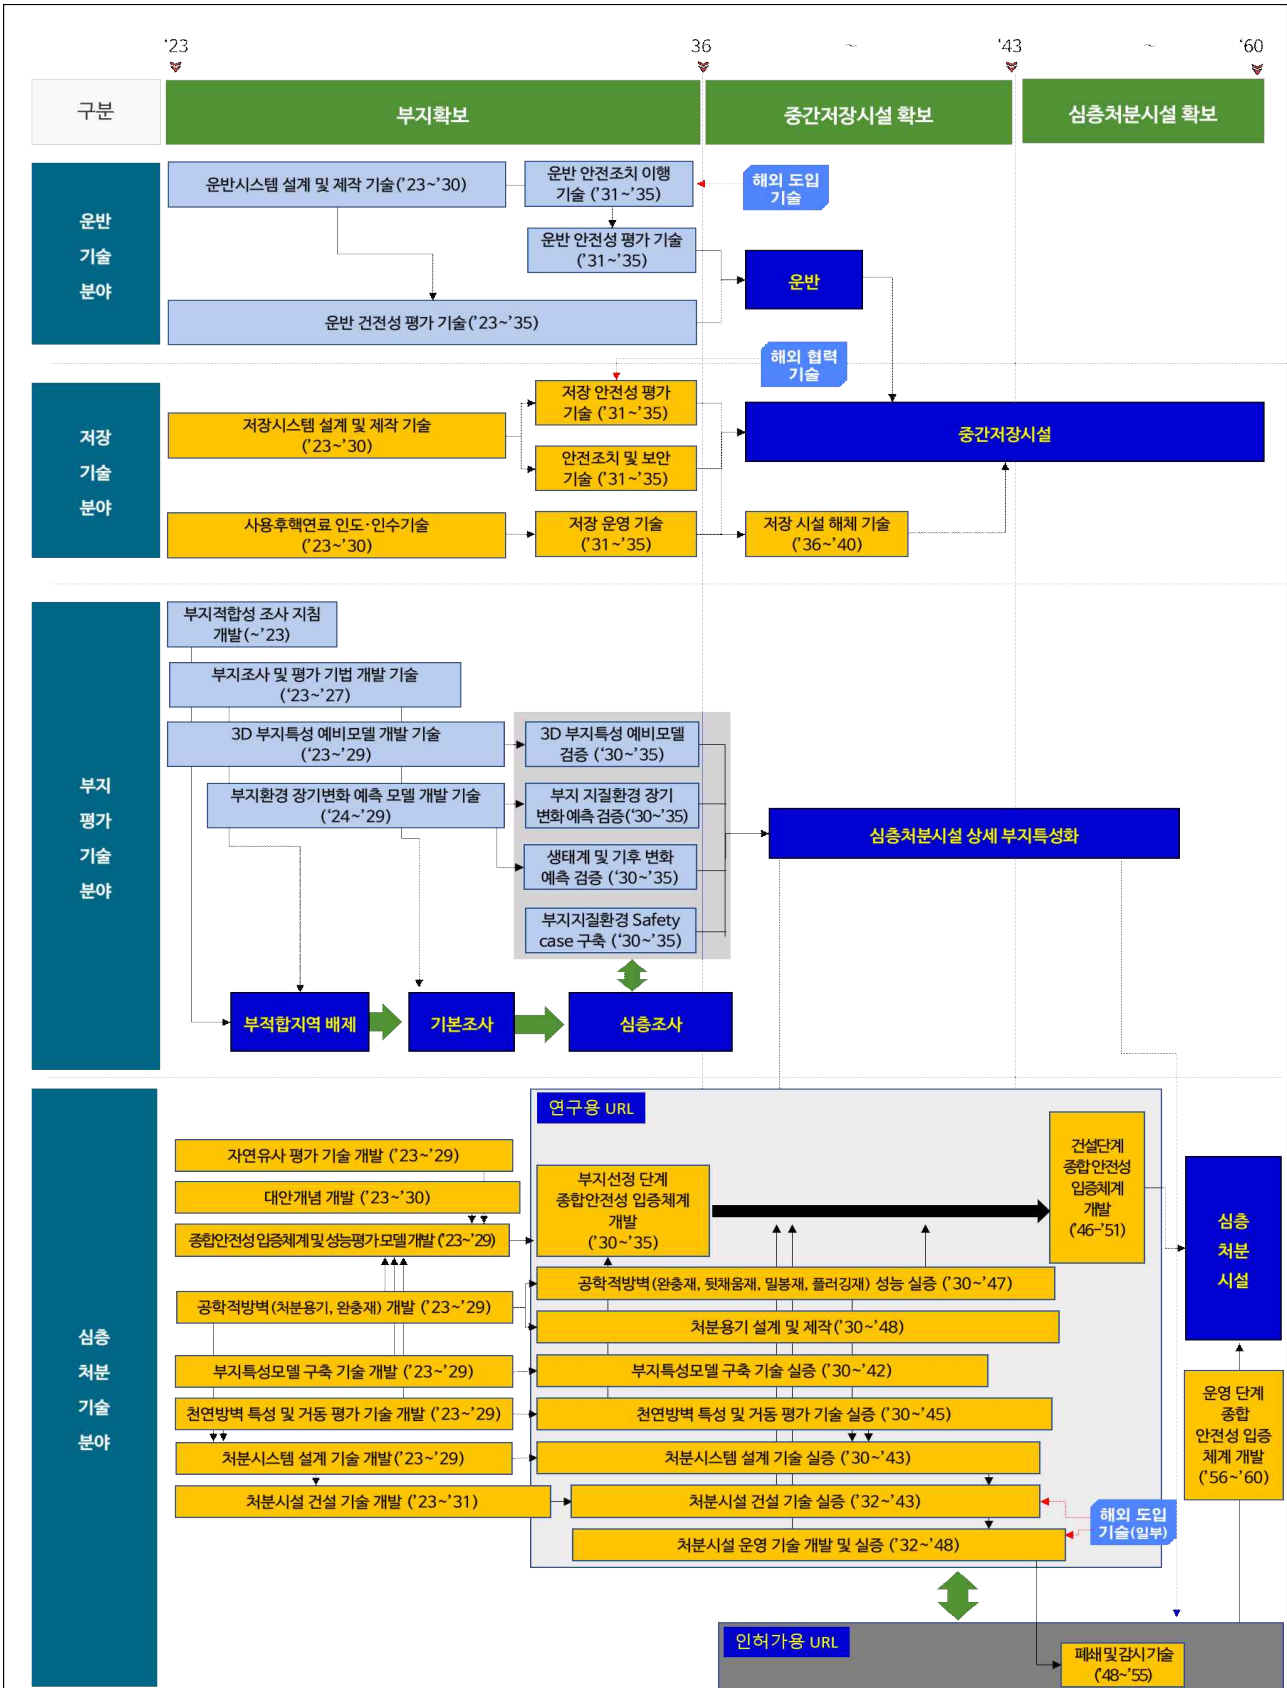 ‘23
36
~
‘43
~
‘60
구분
부지확보
중간저장시설 확보
심층처분시설 확보
운반
기술
분야
운반시스템 설계 및 제작 기술(’23~’30)
운반 안전조치 이행
기술 (’31~’35)
해외 도입
기술
운반 안전성 평가 기술
(’31~’35)
운반
운반 건전성 평가 기술(’23~’35)
해외 협력
기술
저장
기술
분야
저장시스템 설계 및 제작 기술
(’23~’30)
저장 안전성 평가
기술 (’31~’35)
안전조치 및 보안
기술 (’31~’35)
중간저장시설
사용후핵연료 인도·인수기술
(’23~’30)
저장 운영 기술
(’31~’35)
저장 시설 해체 기술
(’36~’40)
부지
평가
기술
분야
부지적합성 조사 지침
개발(~’23)
부지조사 및 평가 기법 개발 기술
(‘23~’27)
3D 부지특성 예비모델 개발 기술
(‘23~’29)
부지환경 장기변화 예측 모델 개발 기술
(‘24~’29)
3D 부지특성 예비모델
검증 (‘30~’35)
부지 지질환경 장기
변화 예측 검증(‘30~’35)
생태계 및 기후 변화
예측 검증 (‘30~’35)
부지지질환경 Safety
case 구축 (‘30~’35)
심층처분시설 상세 부지특성화
부적합지역 배제
기본조사
심층조사
심층
처분
기술
분야
연구용 URL
자연유사 평가 기술 개발 (’23~’29)
대안개념 개발 (’23~’30)
종합안전성 입증체계 및 성능평가 모델 개발 (’23~’29)
공학적방벽(처분용기, 완충재) 개발 (’23~’29)
부지특성모델 구축 기술 개발 (’23~’29)
천연방벽 특성 및 거동 평가 기술 개발 (’23~’29)
처분시스템 설계 기술 개발(’23~’29)
처분시설 건설 기술 개발 (’23~’31)
부지선정 단계
종합안전성 입증체계
개발
(’30~’35)
건설단계
종합 안전성
입증체계
개발
(’46~’51)
공학적방벽(완충재, 뒷채움재, 밀봉재, 플러깅재) 성능 실증 (’30~’47)
처분용기 설계 및 제작(’30~’48)
부지특성모델 구축 기술 실증 (’30~’42)
천연방벽 특성 및 거동 평가 기술 실증 (’30~’45)
처분시스템 설계 기술 실증 (’30~’43)
처분시설 건설 기술 실증 (’32~’43)
처분시설 운영 기술 개발 및 실증 (’32~’48)
해외 도입
기술(일부)
심층
처분
시설
운영 단계
종합
안전성 입증
체계 개발
(’56~’60)
인허가용 URL
폐쇄 및 감시 기술
(’48~’55)